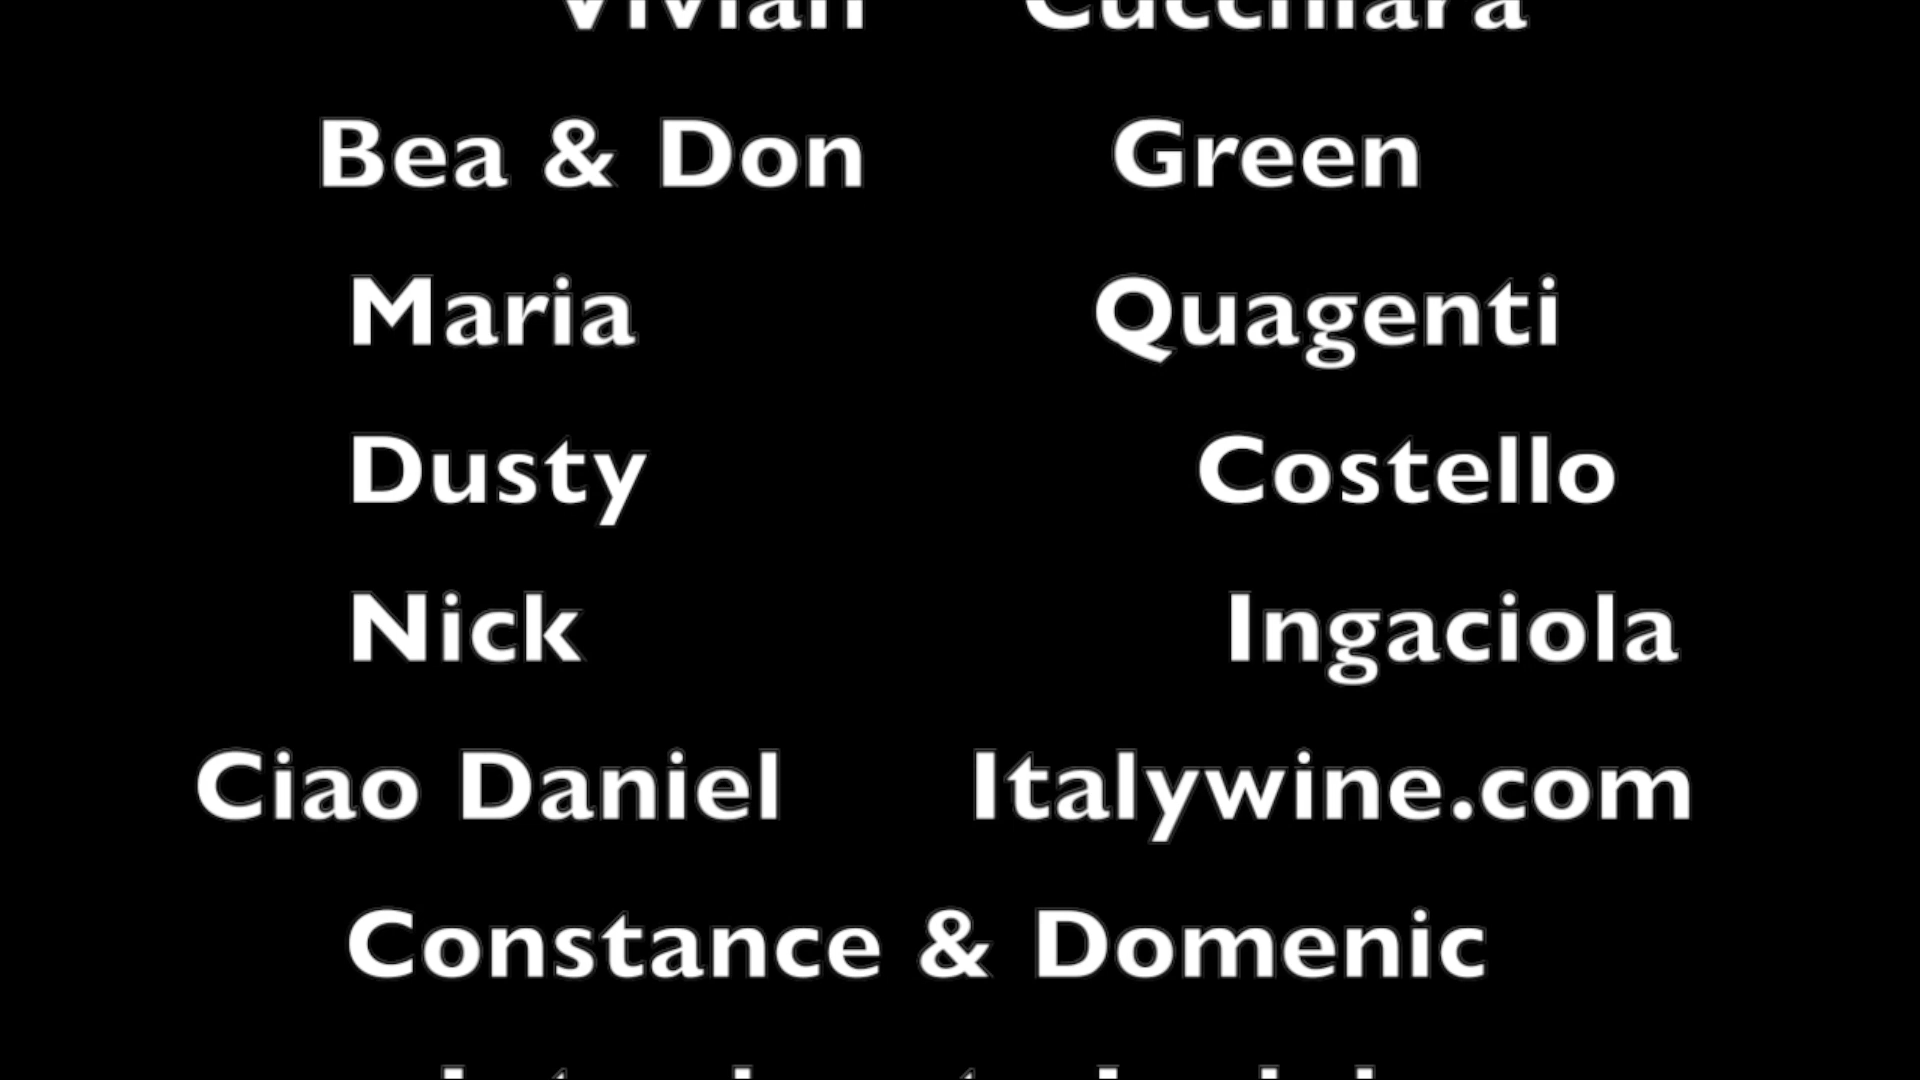 Vivian Cucchiara
Bea & Don Green
Maria Quagenti
Dusty Costello
Nick Ingaciola
Ciao Daniel Italywine.com
Constance & Domenic